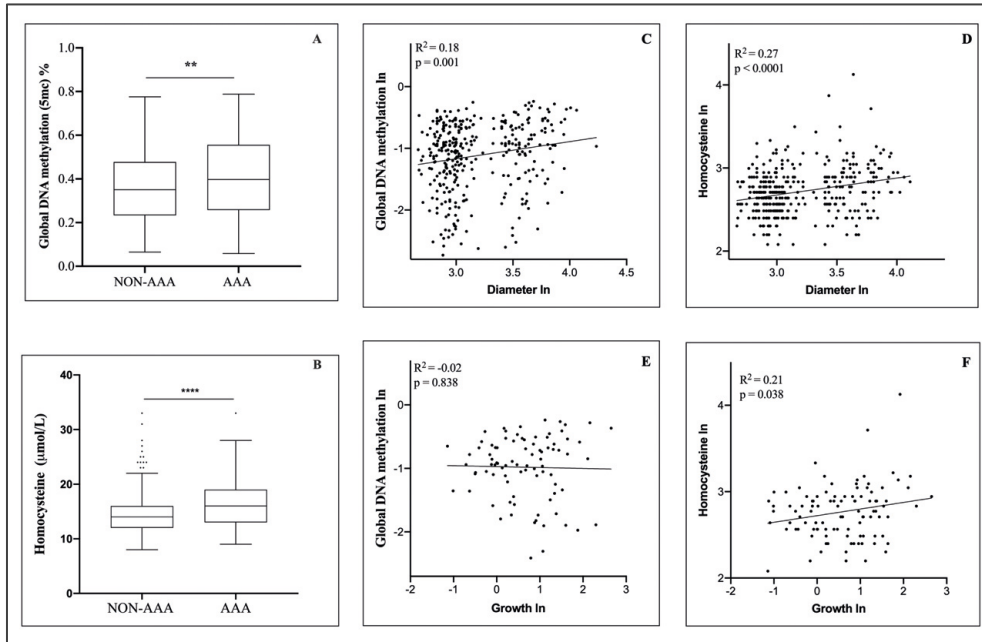 A
**
Global DNA methylation (5mc) %
1.0
0.8
0.6
0.4
0.2
0.0
NON-AAA AAA
C
R² = 0.18
p = 0.001
Global DNA methylation ln
0
-1
-2
3.0 3.5 4.0 4.5
Diameter ln
D
R² = 0.27
p < 0.0001
Homocysteine ln
4
3
2
3.0 3.5 4.0
Diameter ln
B
****
Homocysteine (µmol/L)
40
30
20
10
0
NON-AAA AAA
E
R² = -0.02
p = 0.838
Global DNA methylation ln
0
-1
-2
-2 -1 0 1 2 3
Growth ln
F
R² = 0.21
p = 0.038
Homocysteine ln
4
3
2
-2 -1 0 1 2 3
Growth ln